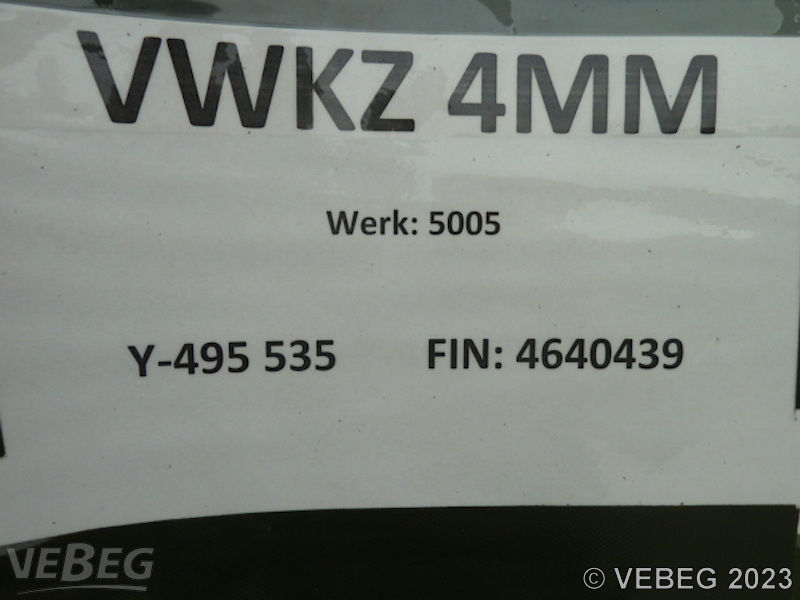 VWKZ 4MM
Werk: 5005
Y-495 535 FIN: 4640439
VEBEG © VEBEG 2023